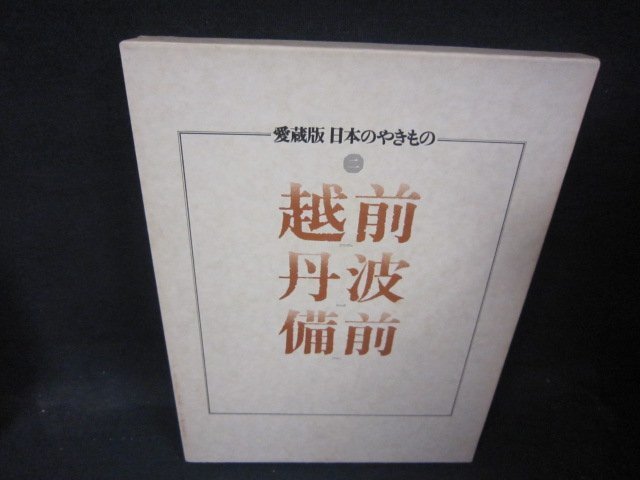 愛蔵版 日本のやきもの
二
越前
丹波
備前